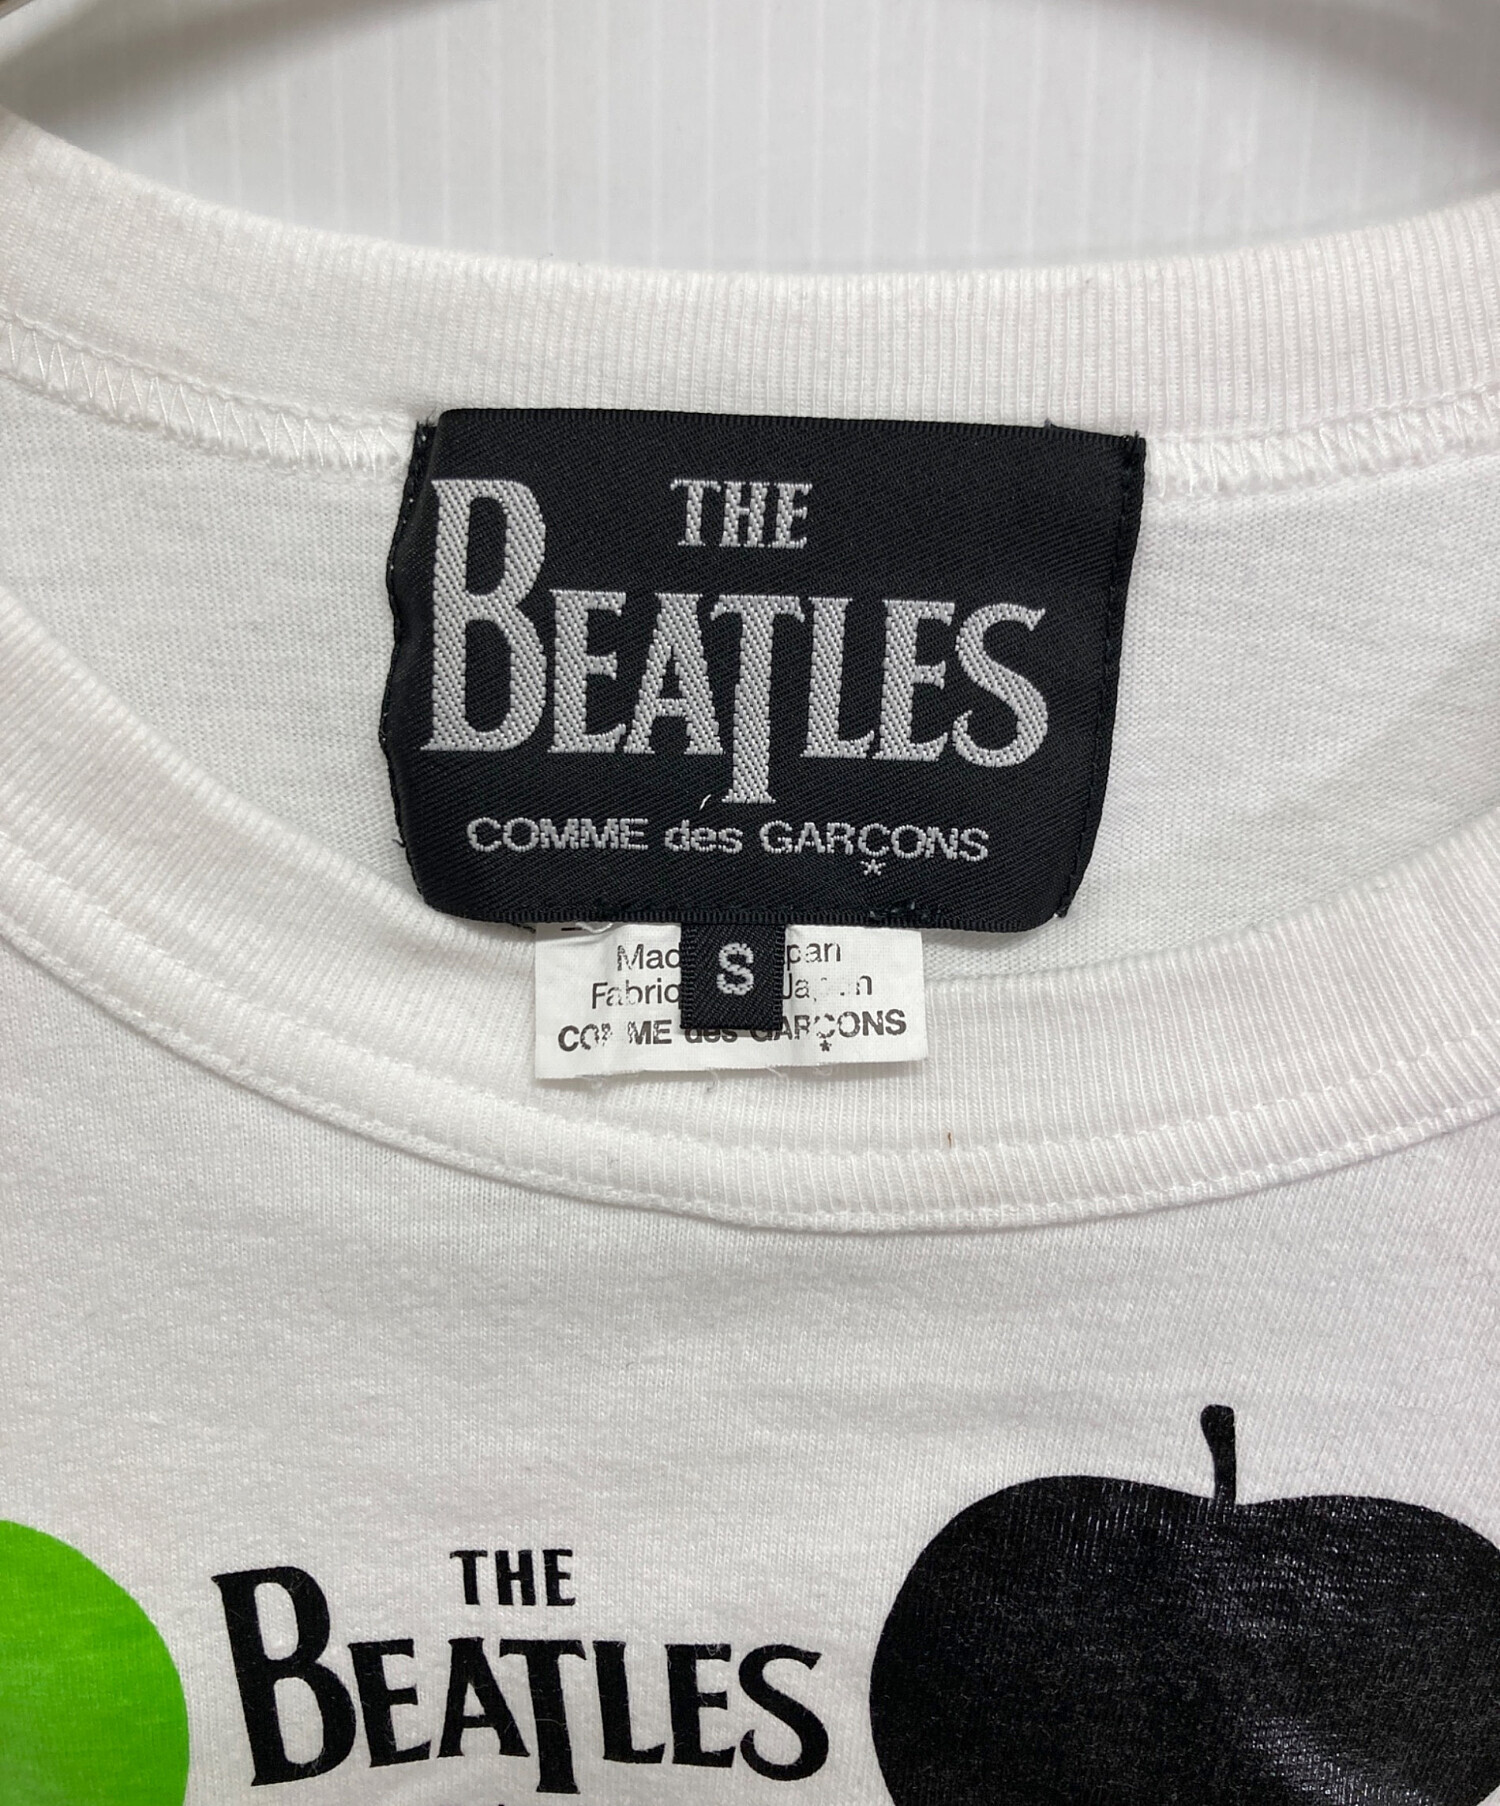 THE
BEATLES
COMME des GARÇONS
S
COMME des GARÇONS
THE
BEATLES